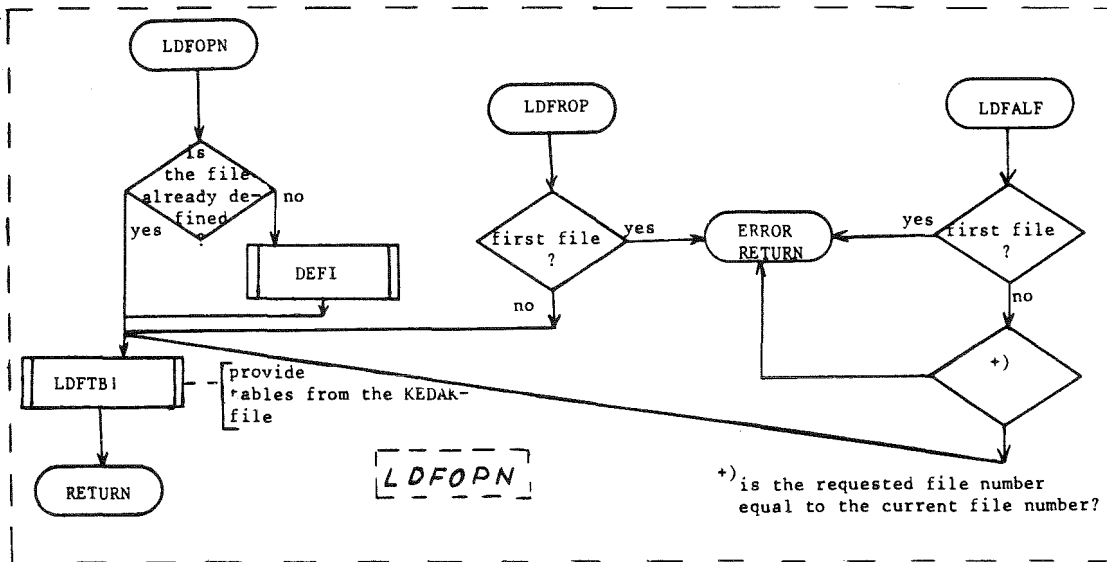 LDFOPN
Is
the file
already de-
fined
?
yes
no
DEFI
LDFROP
first file
?
yes
no
ERROR
RETURN
LDFALF
first file
?
yes
no
+)
LDFTBI
provide
tables from the KEDAK-
file
RETURN
LDFOPN
+) is the requested file number
equal to the current file number?